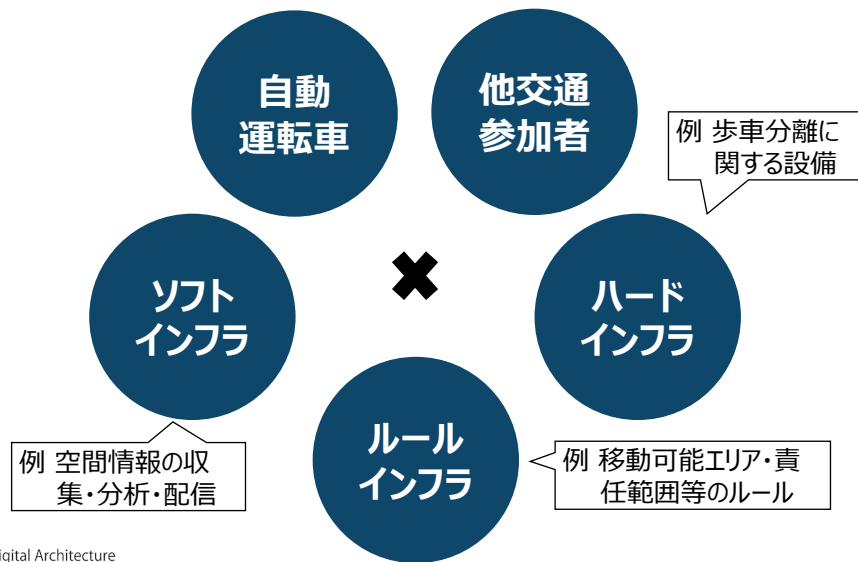 自動
運転車
他交通
参加者
例 歩車分離に
関する設備
ソフト
インフラ
ハード
インフラ
ルール
インフラ
例 空間情報の収
集・分析・配信
例 移動可能エリア・責
任範囲等のルール
igital Architecture